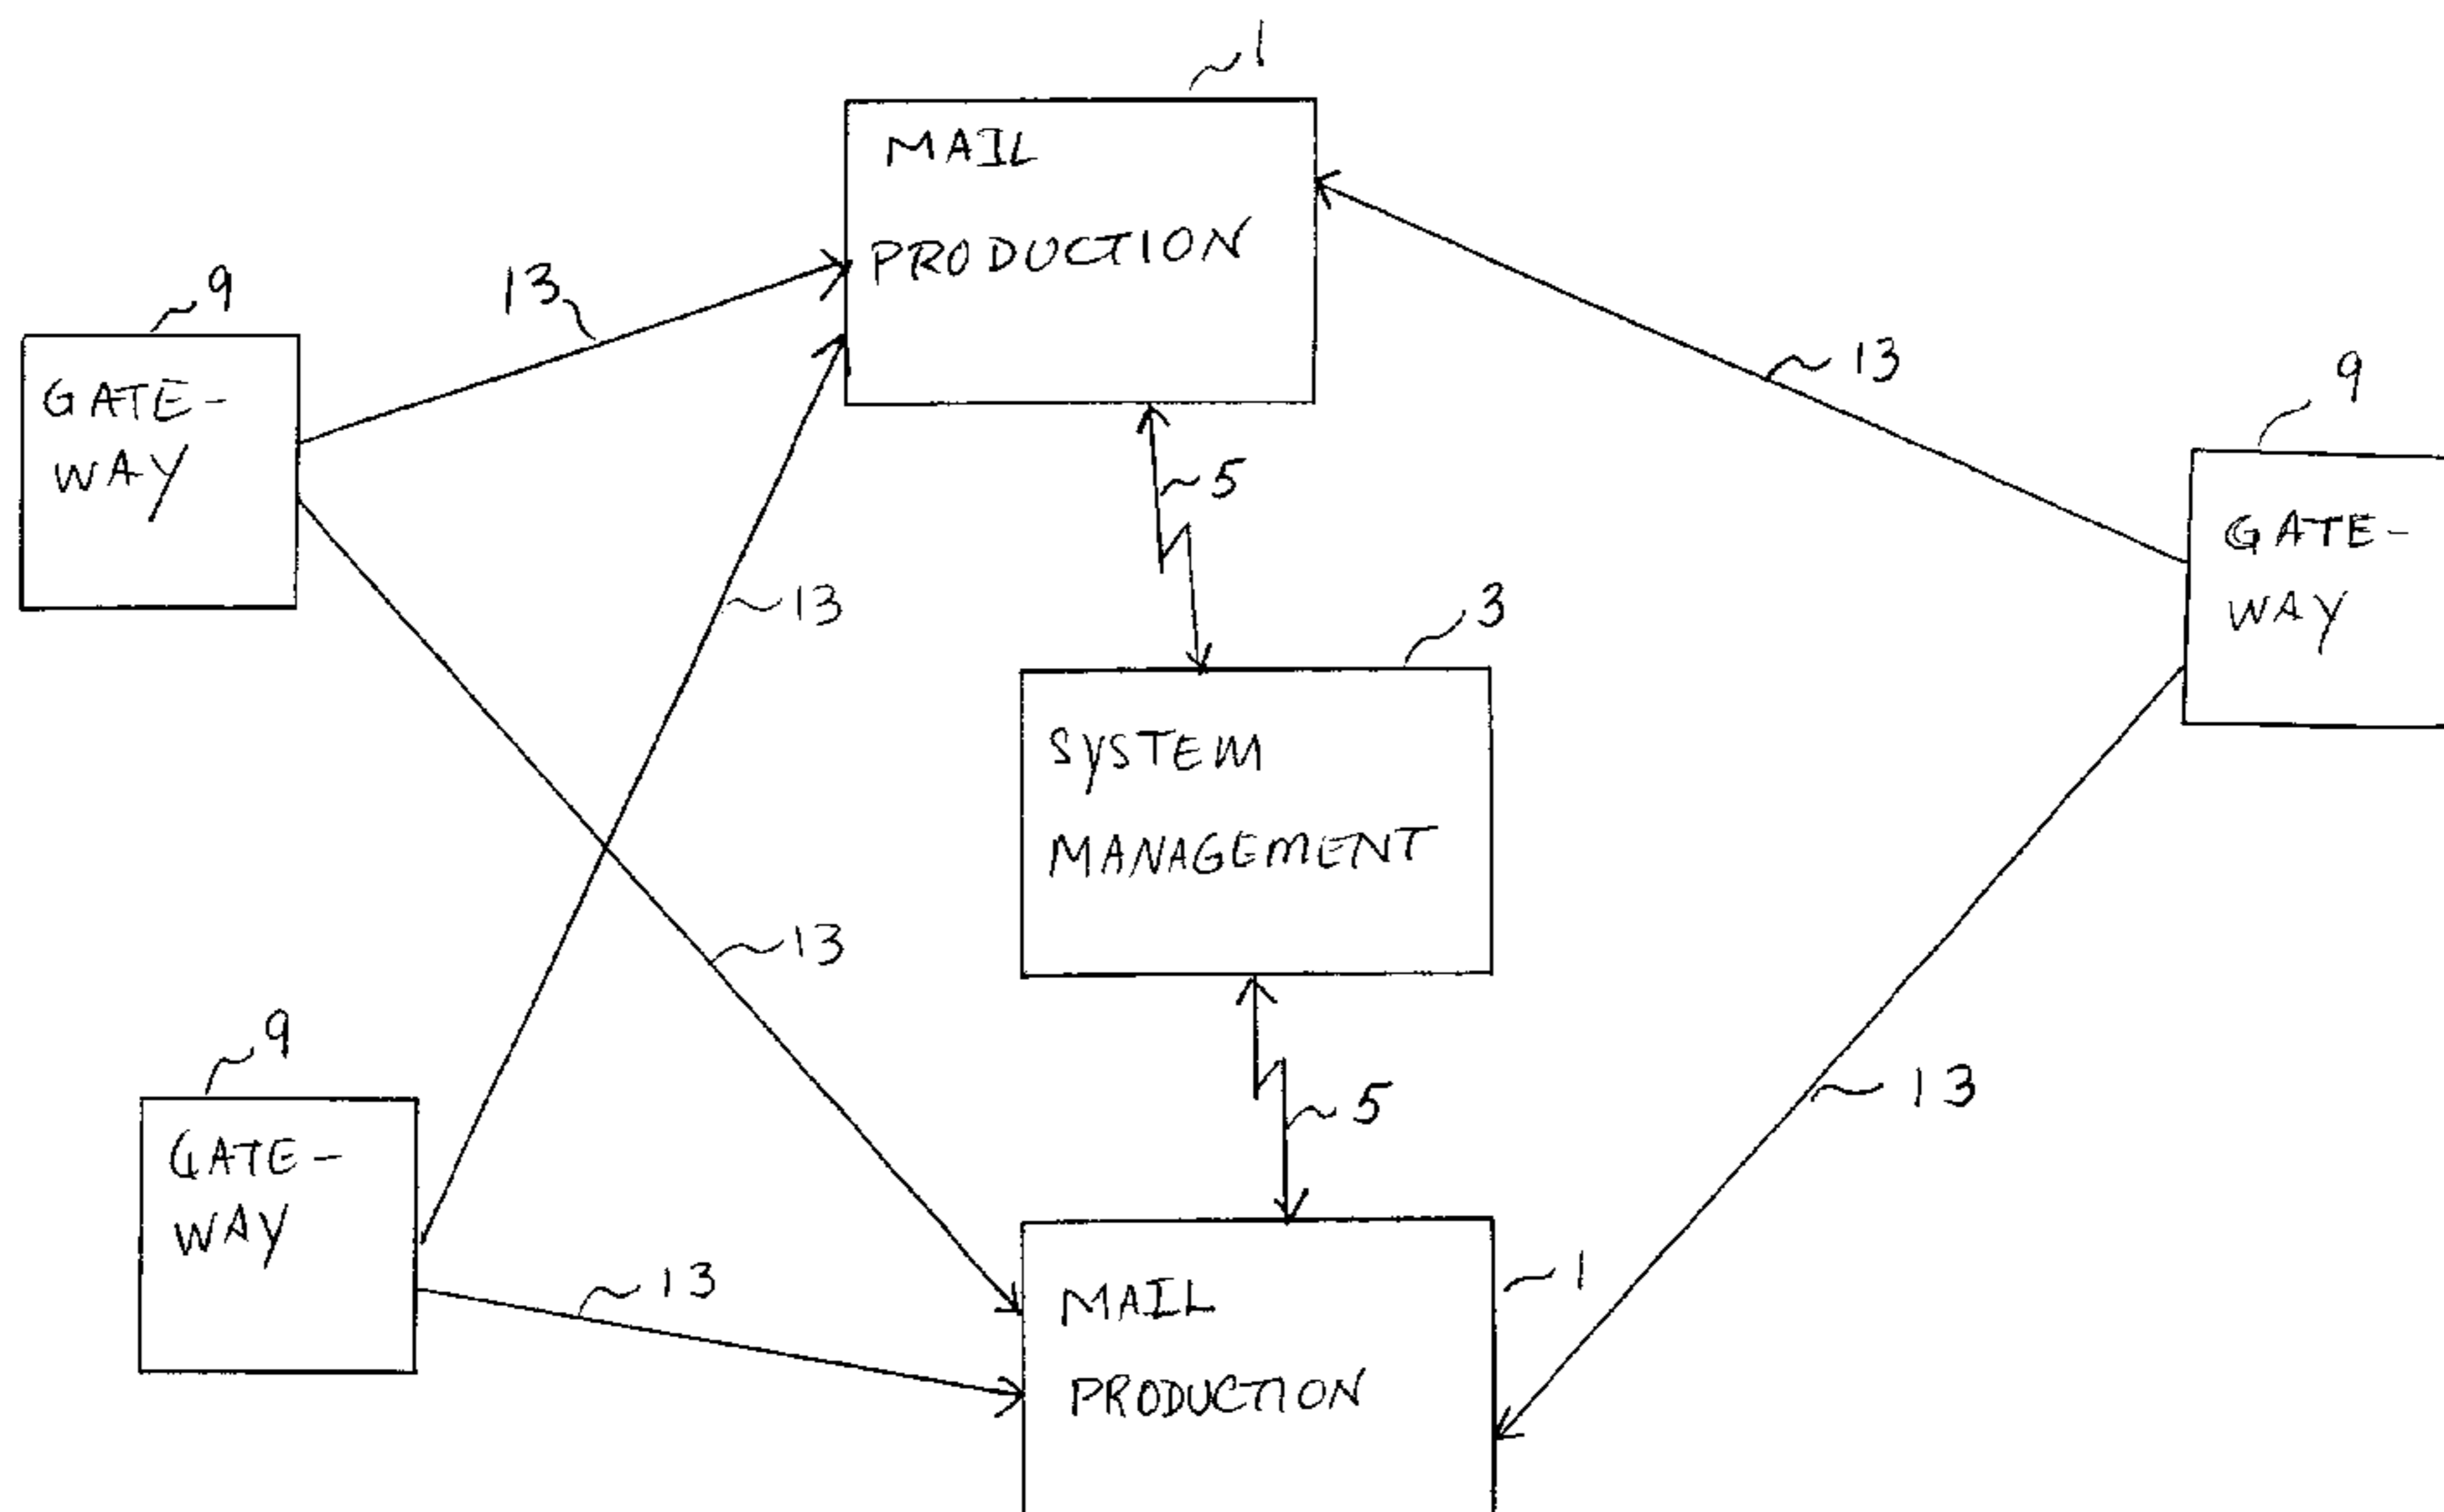 1
MAIL
PRODUCTION
9
13
13
9
GATE-
WAY
5
GATE-
WAY
13
3
SYSTEM
MANAGEMENT
13
9
GATE-
WAY
5
13
13
1
MAIL
PRODUCTION